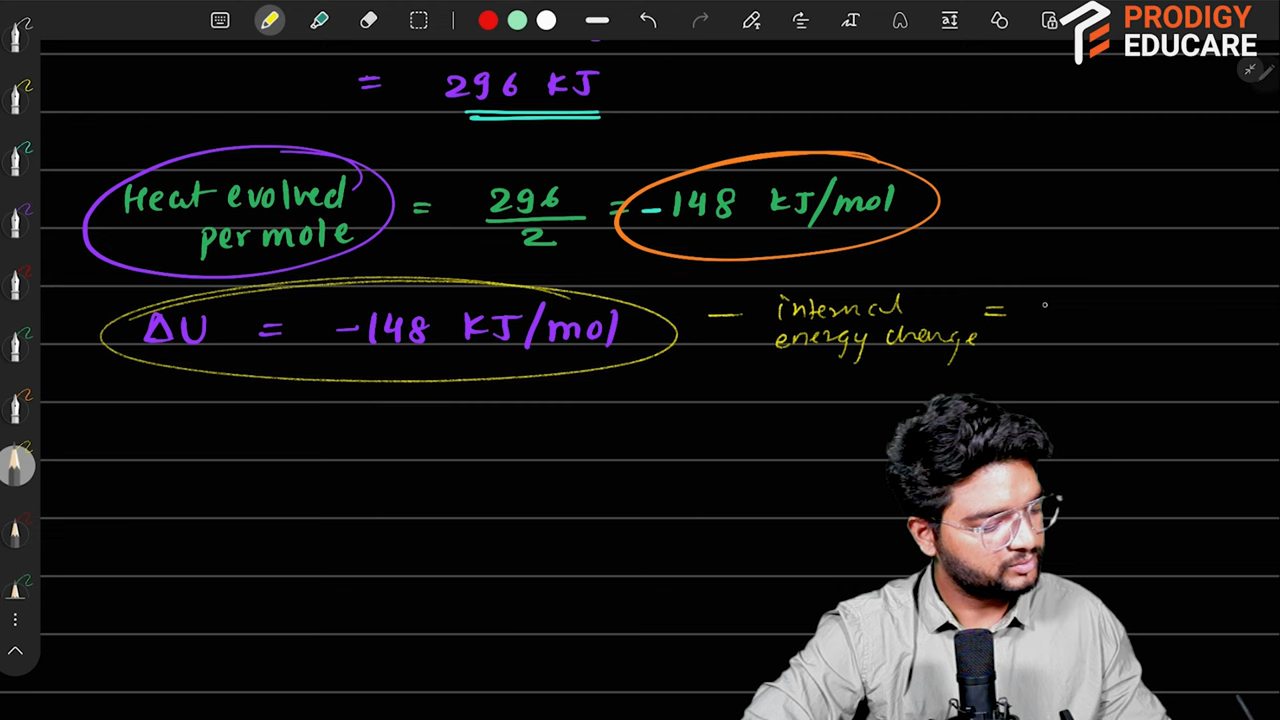 PRODIGY
EDUCARE
= 296 KJ
Heat evolved per mole = 296/2 = -148 KJ/mol
ΔU = -148 KJ/mol — internal energy change =